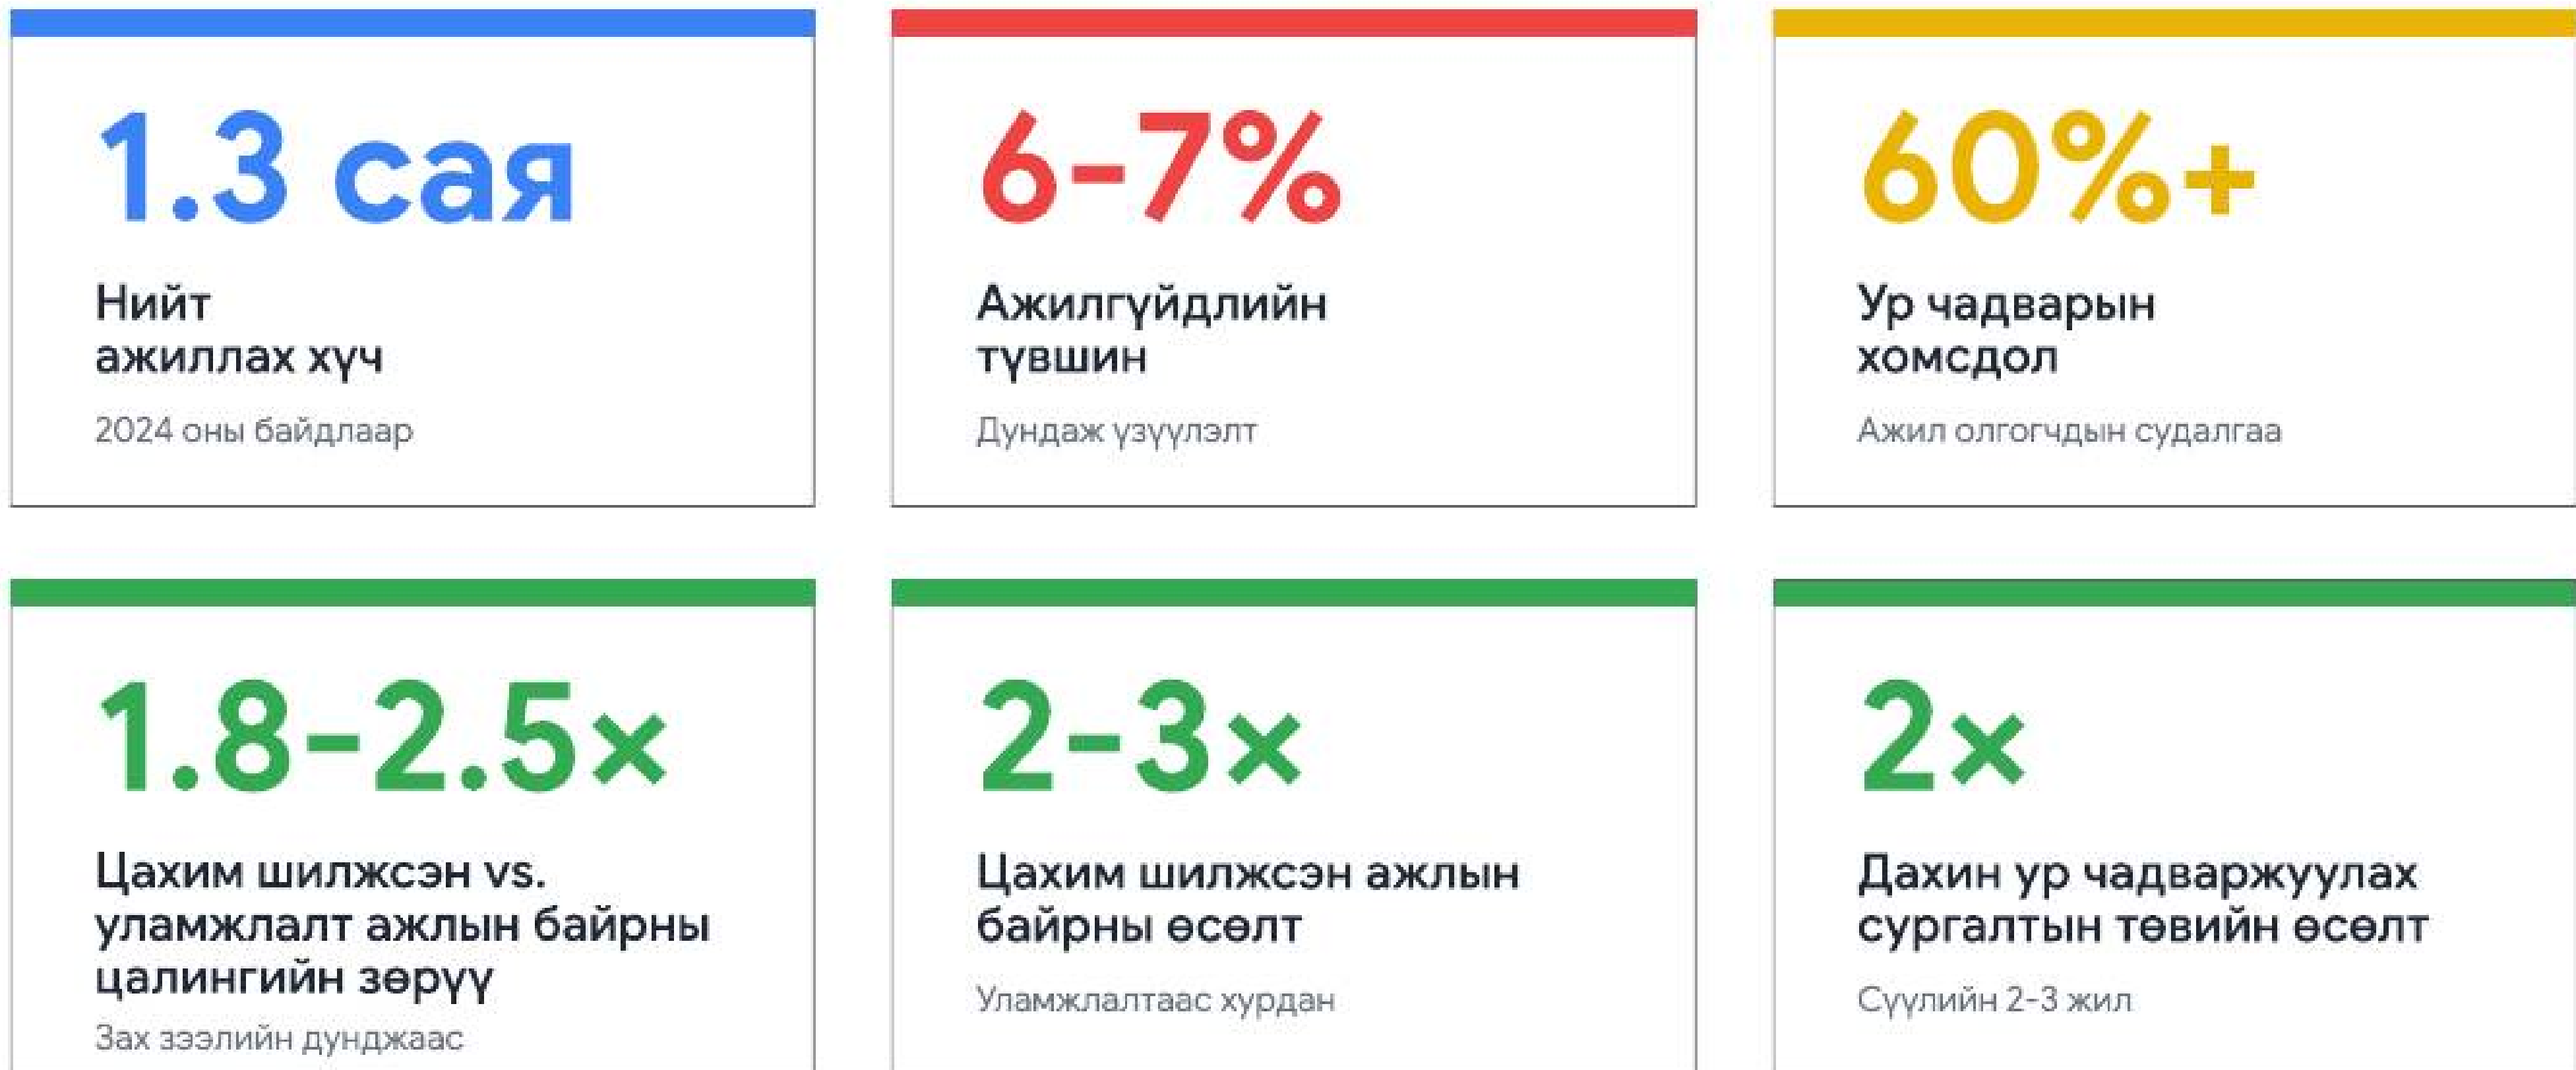 1.3 сая
Нийт
ажиллах хүч
2024 оны байдлаар
6-7%
Ажилгүйдлийн
түвшин
Дундаж үзүүлэлт
60%+
Ур чадварын
хомсдол
Ажил олгогчдын судалгаа
1.8-2.5×
Цахим шилжсэн vs.
уламжлалт ажлын байрны
цалингийн зөрүү
Зах зээлийн дунджаас
2-3×
Цахим шилжсэн ажлын
байрны өсөлт
Уламжлалтаас хурдан
2×
Дахин ур чадваржуулах
сургалтын төвийн өсөлт
Сүүлийн 2-3 жил